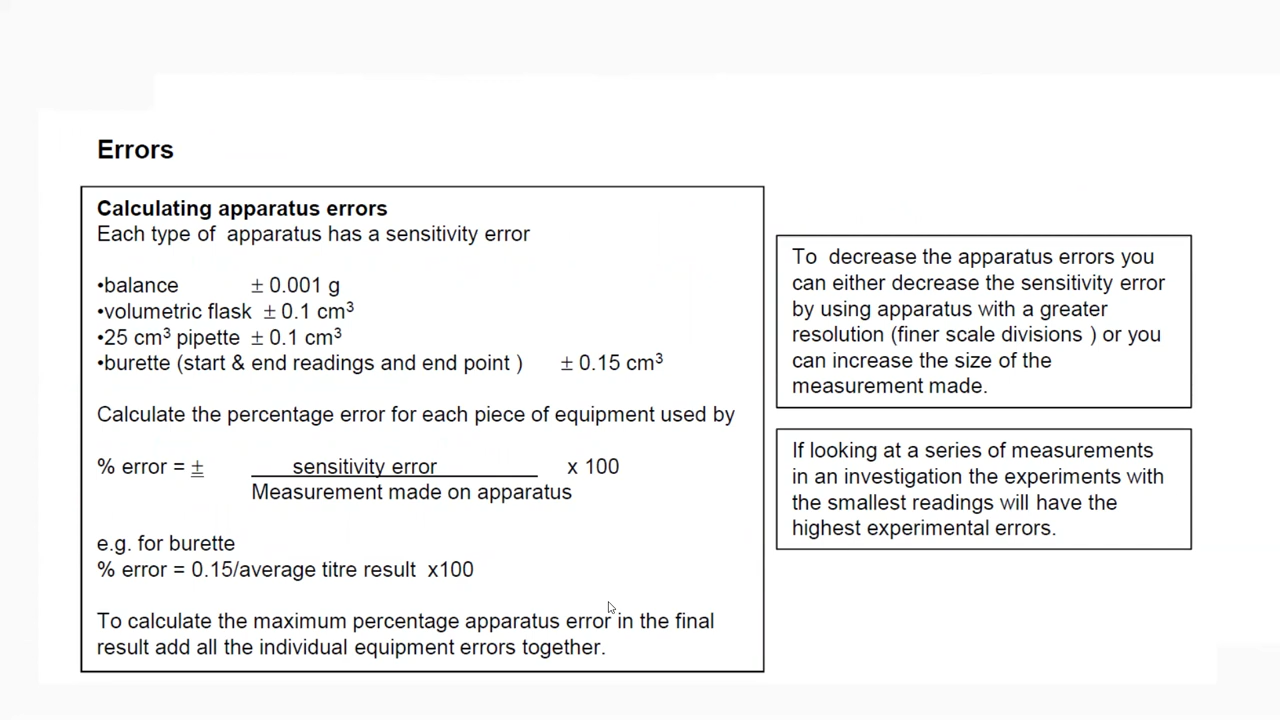 Errors
Calculating apparatus errors
Each type of apparatus has a sensitivity error
•balance ± 0.001 g
•volumetric flask ± 0.1 cm³
•25 cm³ pipette ± 0.1 cm³
•burette (start & end readings and end point ) ± 0.15 cm³
Calculate the percentage error for each piece of equipment used by
% error = ± sensitivity error x 100
Measurement made on apparatus
e.g. for burette
% error = 0.15/average titre result x100
To calculate the maximum percentage apparatus error in the final
result add all the individual equipment errors together.
To decrease the apparatus errors you
can either decrease the sensitivity error
by using apparatus with a greater
resolution (finer scale divisions ) or you
can increase the size of the
measurement made.
If looking at a series of measurements
in an investigation the experiments with
the smallest readings will have the
highest experimental errors.